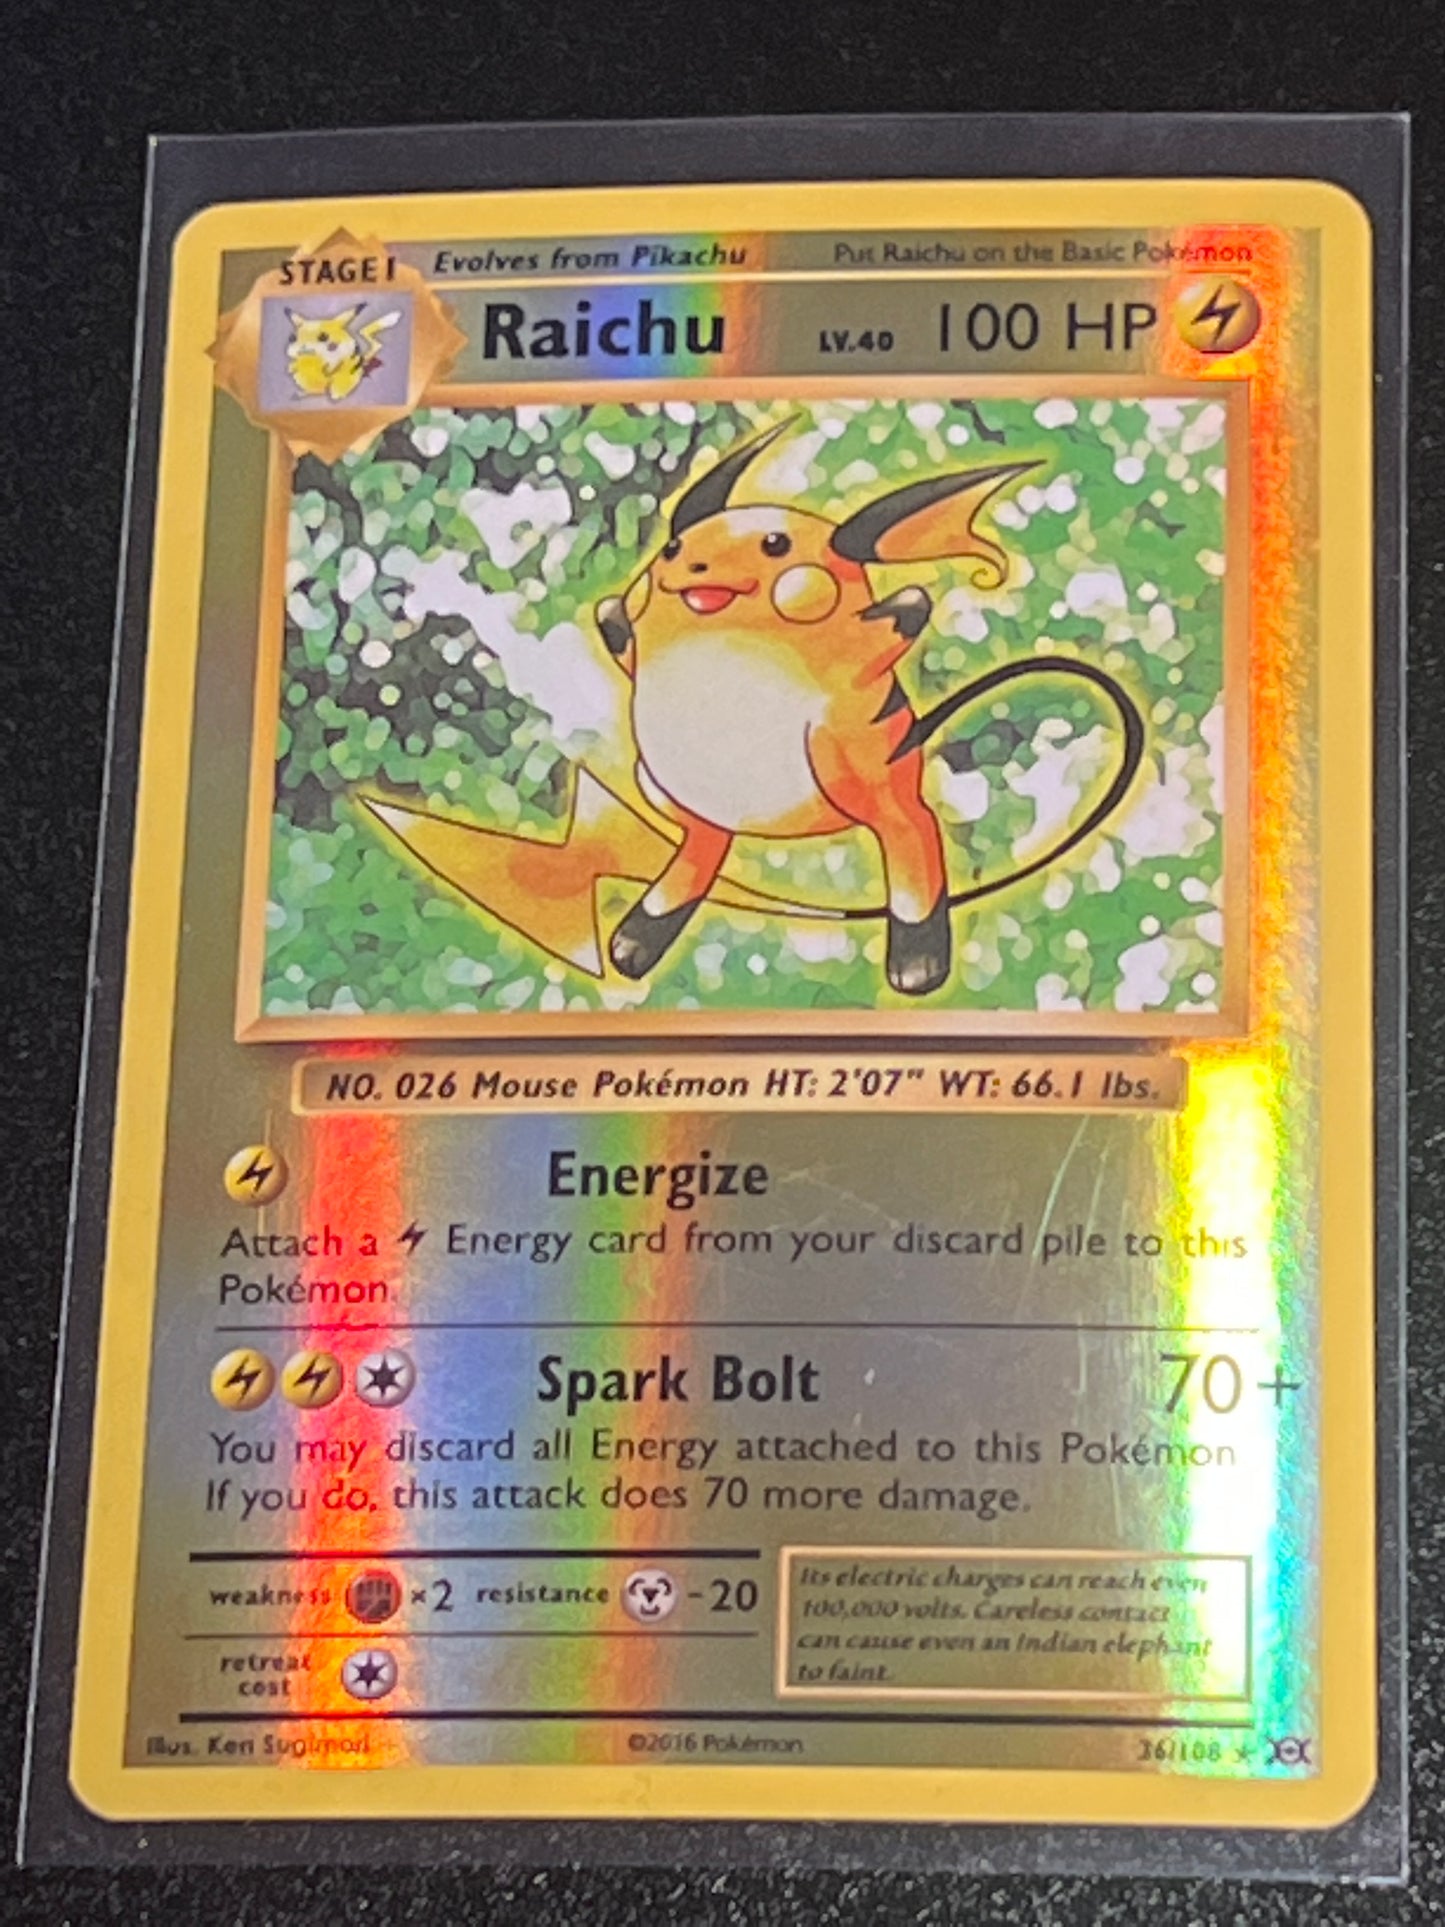 STAGE 1 Evolves from Pikachu Put Raichu on the Basic Pokémon
Raichu LV.40 100 HP
NO. 026 Mouse Pokémon HT: 2'07" WT: 66.1 lbs.
Energize
Attach a Energy card from your discard pile to this
Pokémon.
Spark Bolt 70+
You may discard all Energy attached to this Pokémon
If you do, this attack does 70 more damage.
weakness ×2 resistance -20
retreat
cost
Its electric charges can reach even
100,000 volts. Careless contact
can cause even an Indian elephant
to faint.
Illus. Ken Sugimori ©2016 Pokémon 36/108 ★